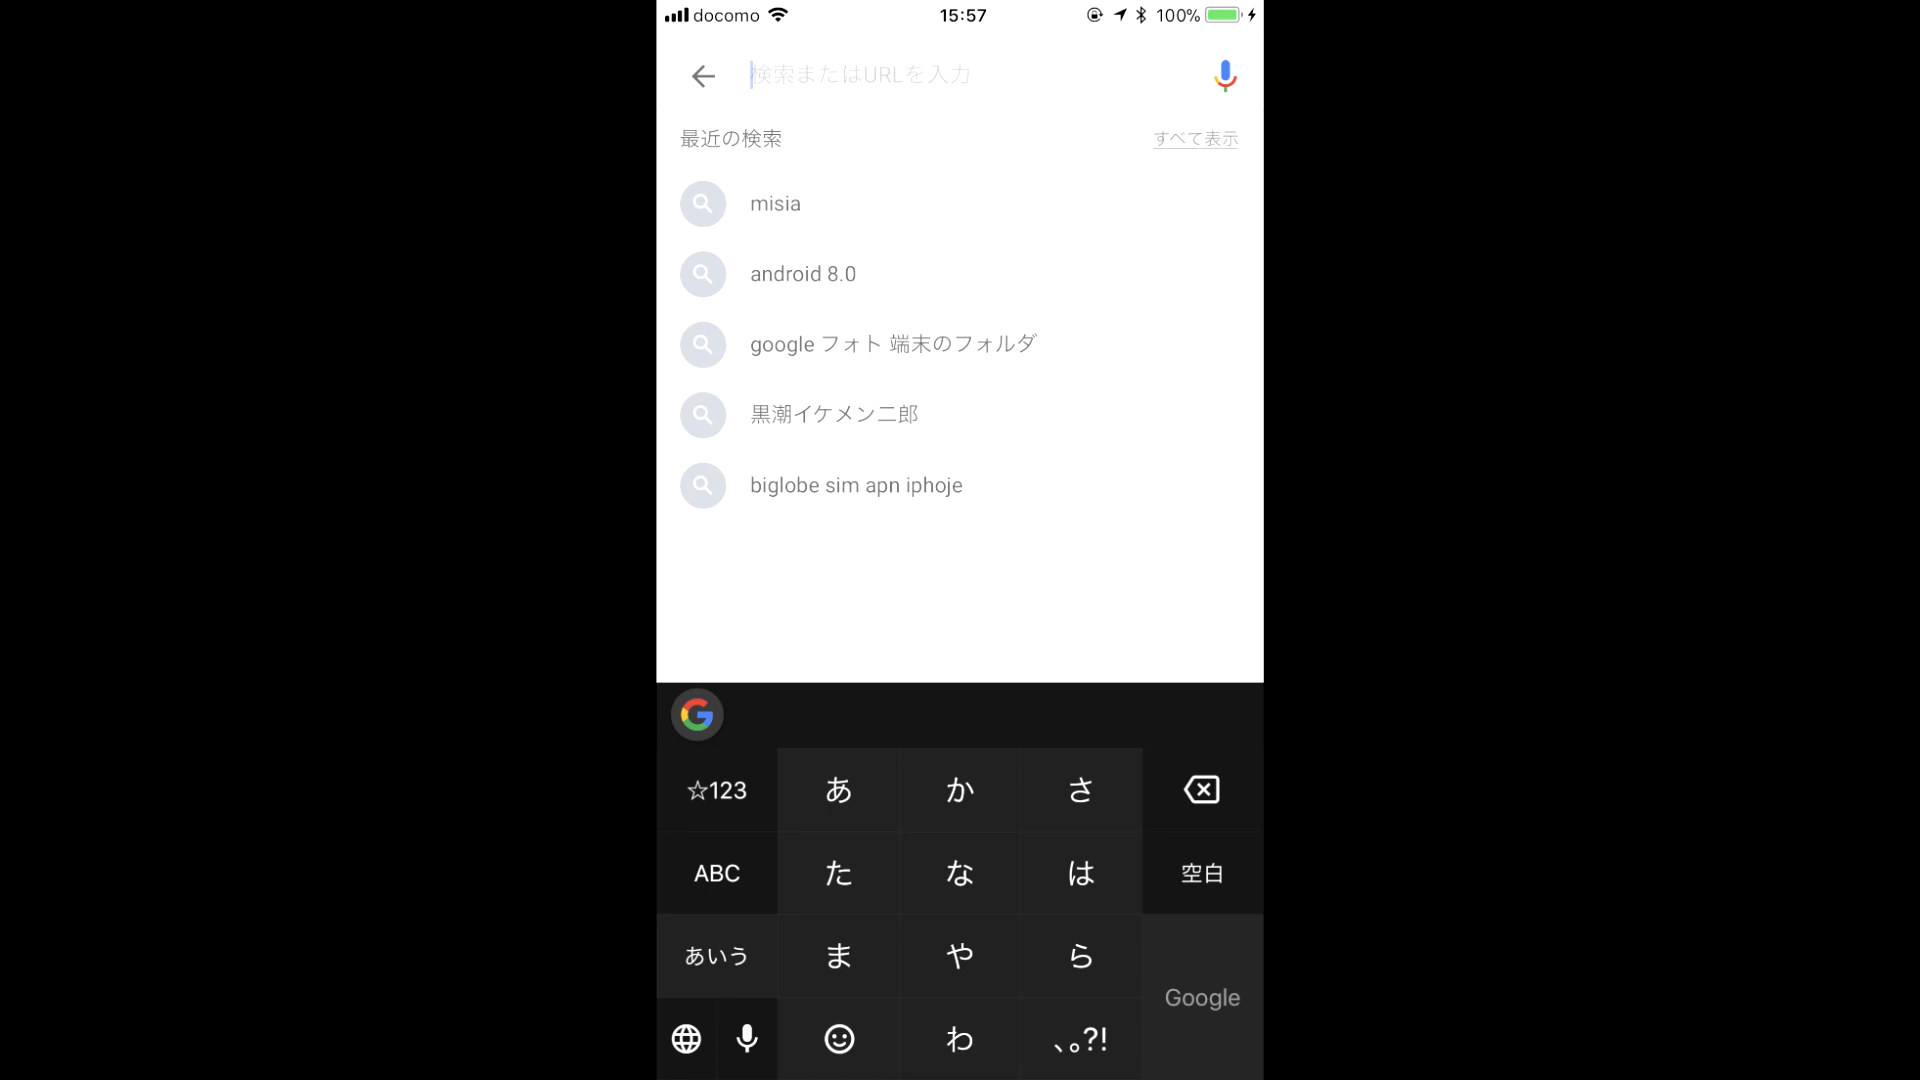 docomo 15:57 100%
検索またはURLを入力
最近の検索 すべて表示
misia
android 8.0
google フォト 端末のフォルダ
黒潮イケメン二郎
biglobe sim apn iphoje
☆123 あ か さ
ABC た な は 空白
あいう ま や ら
Google
わ 、。?!